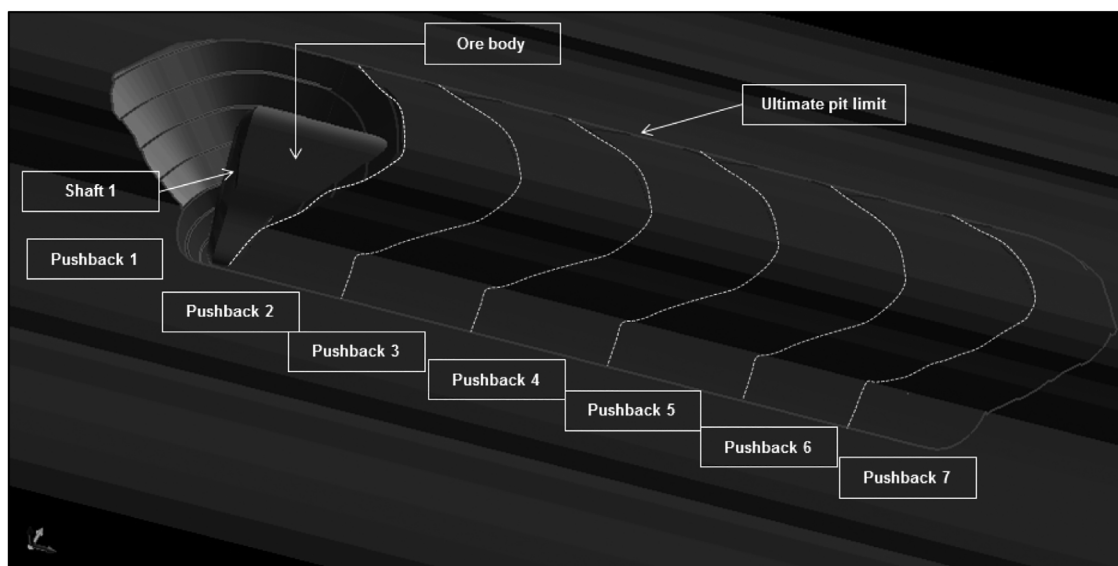 Ore body
Ultimate pit limit
Shaft 1
Pushback 1
Pushback 2
Pushback 3
Pushback 4
Pushback 5
Pushback 6
Pushback 7